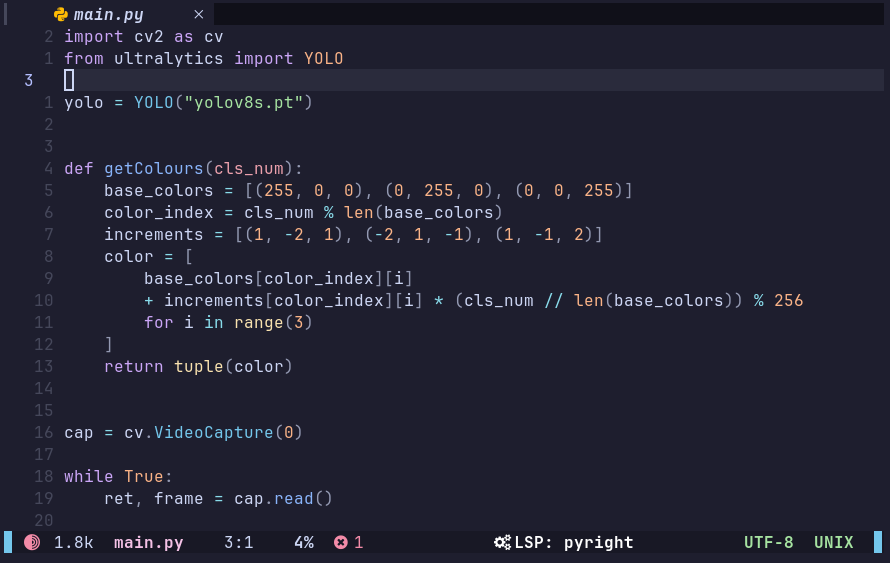 main.py ×
2 import cv2 as cv
1 from ultralytics import YOLO
3
1 yolo = YOLO("yolov8s.pt")
2
3
4 def getColours(cls_num):
5     base_colors = [(255, 0, 0), (0, 255, 0), (0, 0, 255)]
6     color_index = cls_num % len(base_colors)
7     increments = [(1, -2, 1), (-2, 1, -1), (1, -1, 2)]
8     color = [
9         base_colors[color_index][i]
10         + increments[color_index][i] * (cls_num // len(base_colors)) % 256
11         for i in range(3)
12     ]
13     return tuple(color)
14
15
16 cap = cv.VideoCapture(0)
17
18 while True:
19     ret, frame = cap.read()
20
1.8k main.py 3:1 4% 1 LSP: pyright UTF-8 UNIX